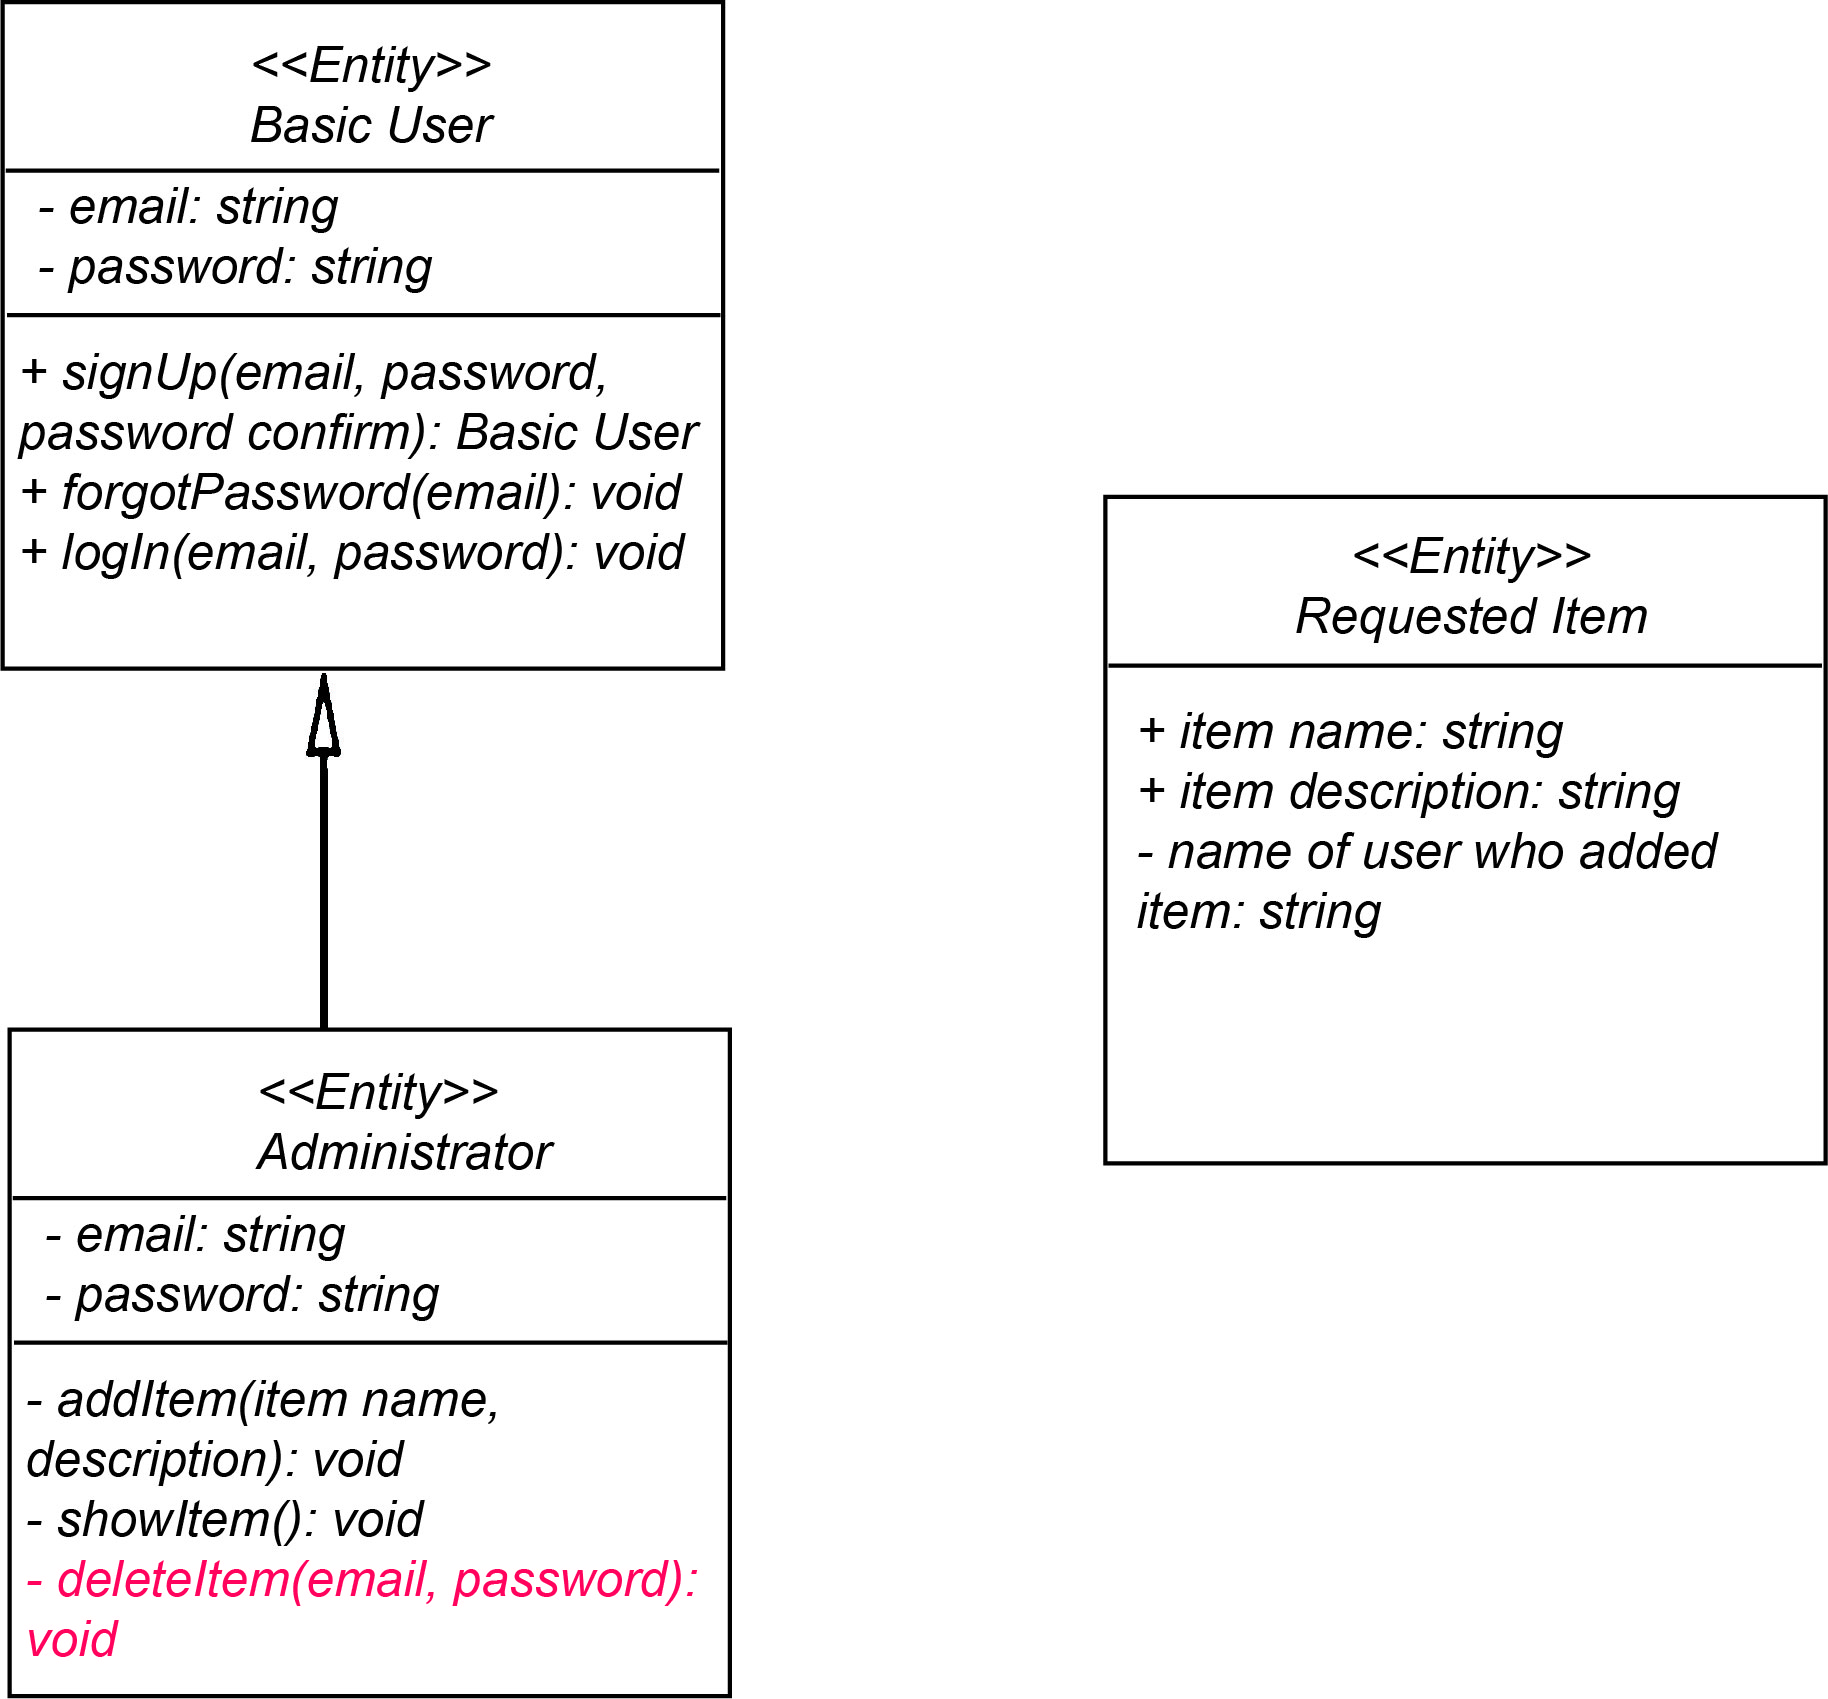 <<Entity>>
Basic User
- email: string
- password: string
+ signUp(email, password,
password confirm): Basic User
+ forgotPassword(email): void
+ logIn(email, password): void
<<Entity>>
Requested Item
+ item name: string
+ item description: string
- name of user who added
item: string
<<Entity>>
Administrator
- email: string
- password: string
- addItem(item name,
description): void
- showItem(): void
- deleteItem(email, password):
void